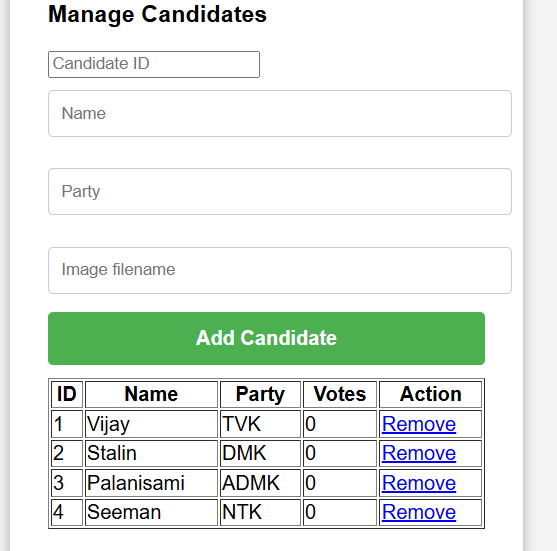 Manage Candidates
Candidate ID
Name
Party
Image filename
Add Candidate
ID Name Party Votes Action
1 Vijay TVK 0 Remove
2 Stalin DMK 0 Remove
3 Palanisami ADMK 0 Remove
4 Seeman NTK 0 Remove